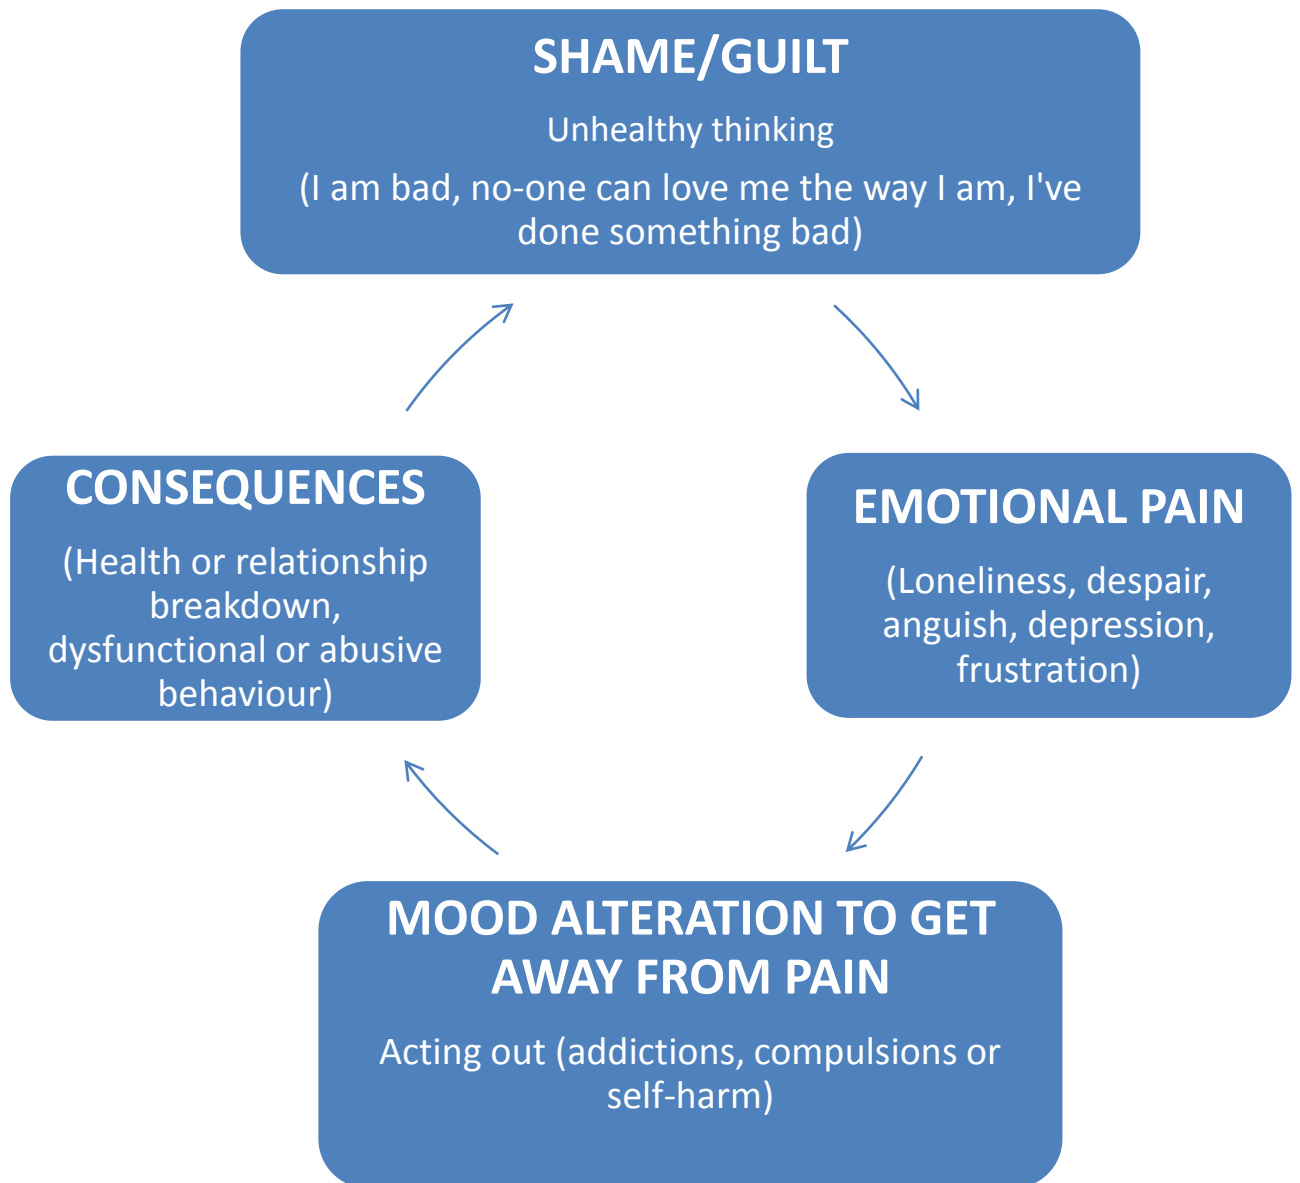 SHAME/GUILT
Unhealthy thinking
(I am bad, no-one can love me the way I am, I've
done something bad)
EMOTIONAL PAIN
(Loneliness, despair,
anguish, depression,
frustration)
MOOD ALTERATION TO GET
AWAY FROM PAIN
Acting out (addictions, compulsions or
self-harm)
CONSEQUENCES
(Health or relationship
breakdown,
dysfunctional or abusive
behaviour)